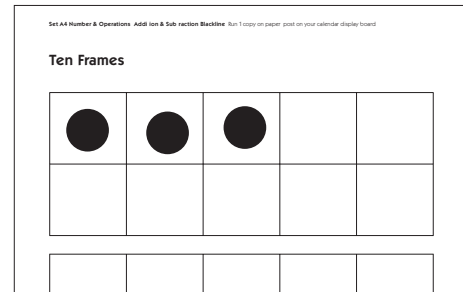 Set A4 Number & Operations Addi ion & Sub raction Blackline Run 1 copy on paper post on your calendar display board
Ten Frames